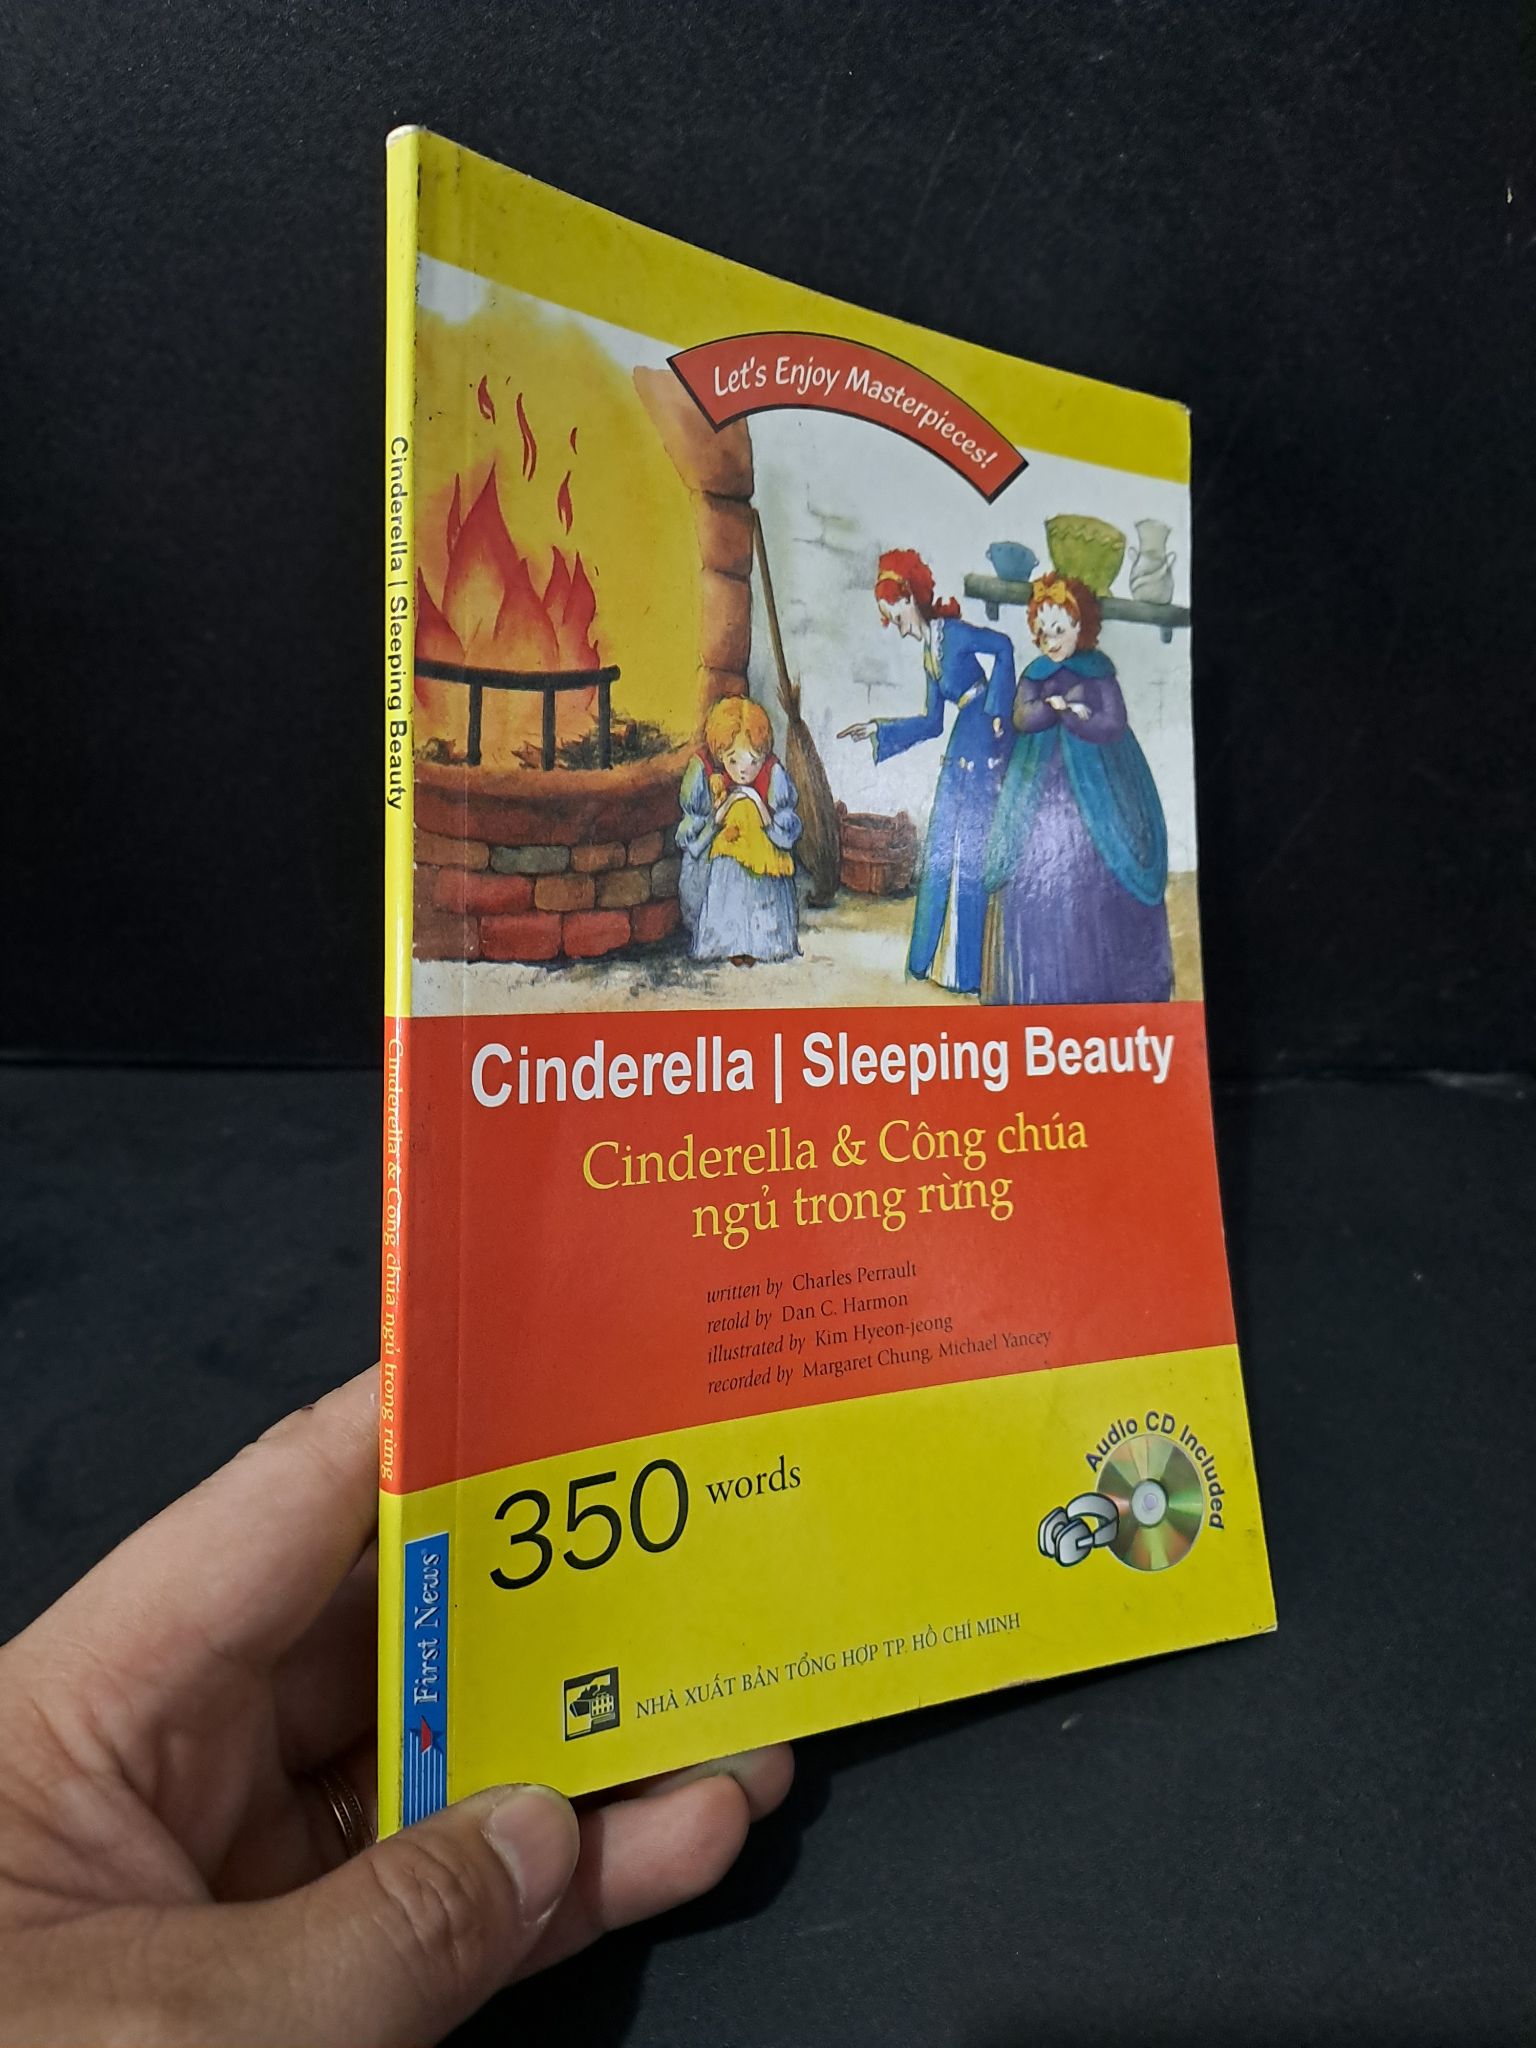 Let's Enjoy Masterpieces!
Cinderella | Sleeping Beauty
Cinderella & Công chúa
ngủ trong rừng
written by Charles Perrault
retold by Dan C. Harmon
illustrated by Kim Hyeon-jeong
recorded by Margaret Chung, Michael Yancey
350 words
Audio CD Included
NHÀ XUẤT BẢN TỔNG HỢP TP. HỒ CHÍ MINH
Cinderella | Sleeping Beauty
Cinderella & Công chúa ngủ trong rừng
First News